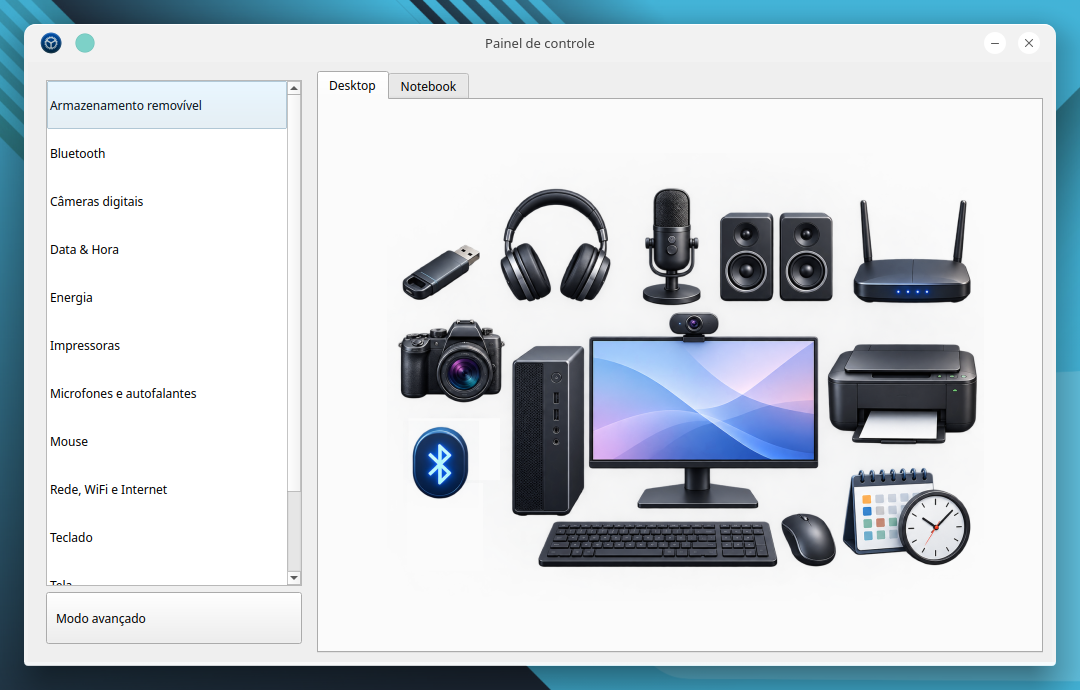 Painel de controle
Desktop
Notebook
Armazenamento removível
Bluetooth
Câmeras digitais
Data & Hora
Energia
Impressoras
Microfones e autofalantes
Mouse
Rede, WiFi e Internet
Teclado
Tela
Modo avançado